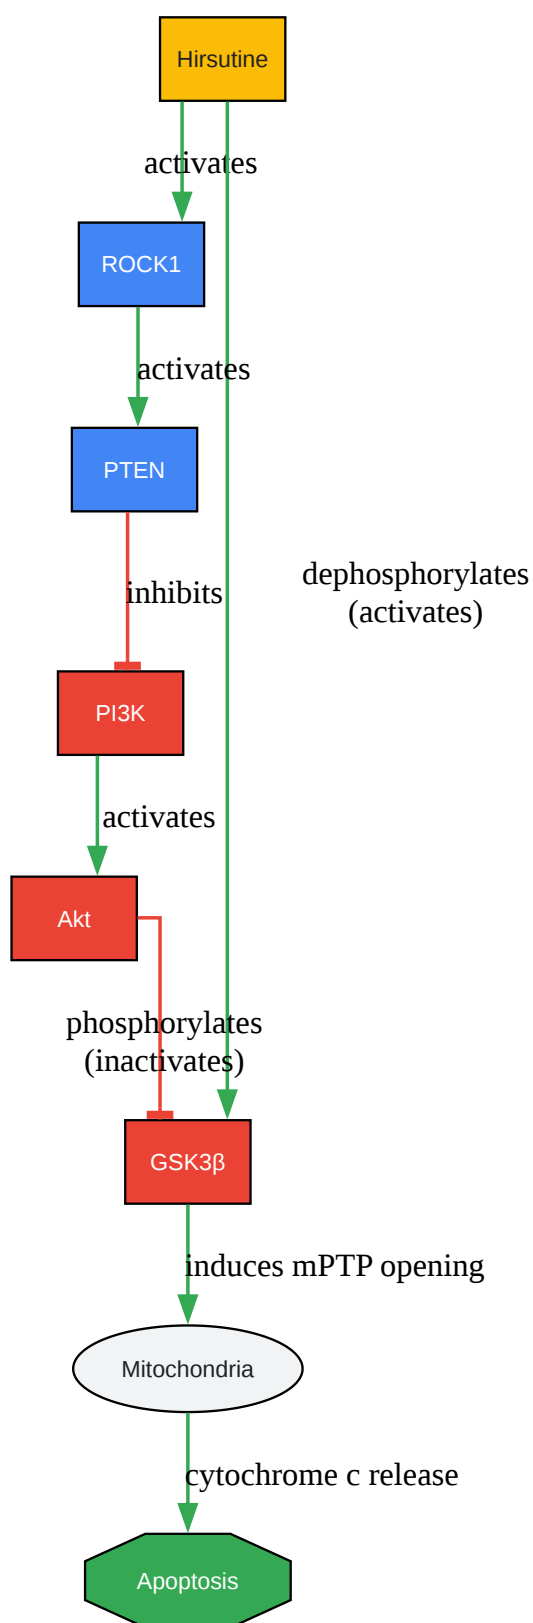 Hirsutine
activates
ROCK1
activates
PTEN
dephosphorylates
(activates)
inhibits
PI3K
activates
Akt
phosphorylates
(inactivates)
GSK3β
induces mPTP opening
Mitochondria
cytochrome c release
Apoptosis